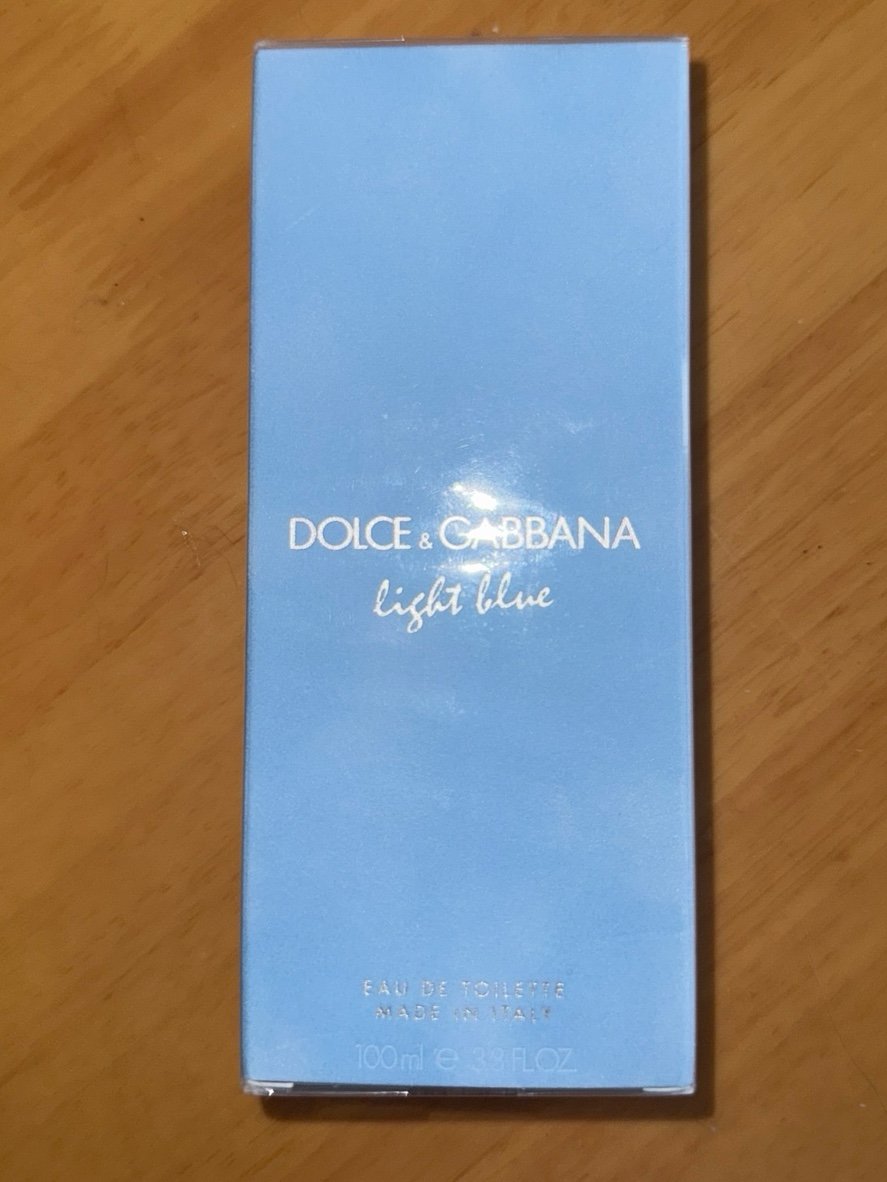 DOLCE & GABBANA
light blue
EAU DE TOILETTE
MADE IN ITALY
100ml e 3.3 FL.OZ.